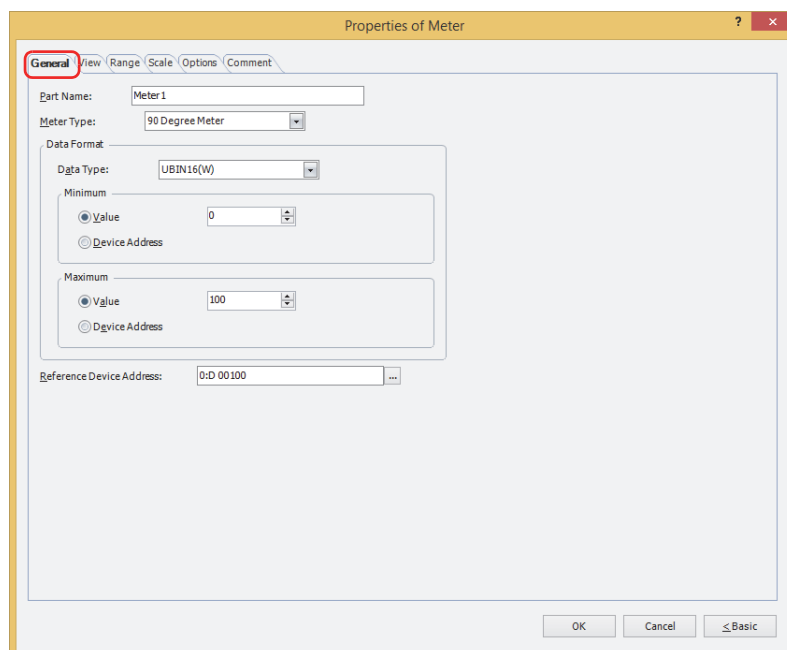 Properties of Meter ?
General View Range Scale Options Comment
Part Name: Meter1
Meter Type: 90 Degree Meter
Data Format
Data Type: UBIN16(W)
Minimum
Value 0
Device Address
Maximum
Value 100
Device Address
Reference Device Address: 0:D 00100 ...
OK Cancel < Basic